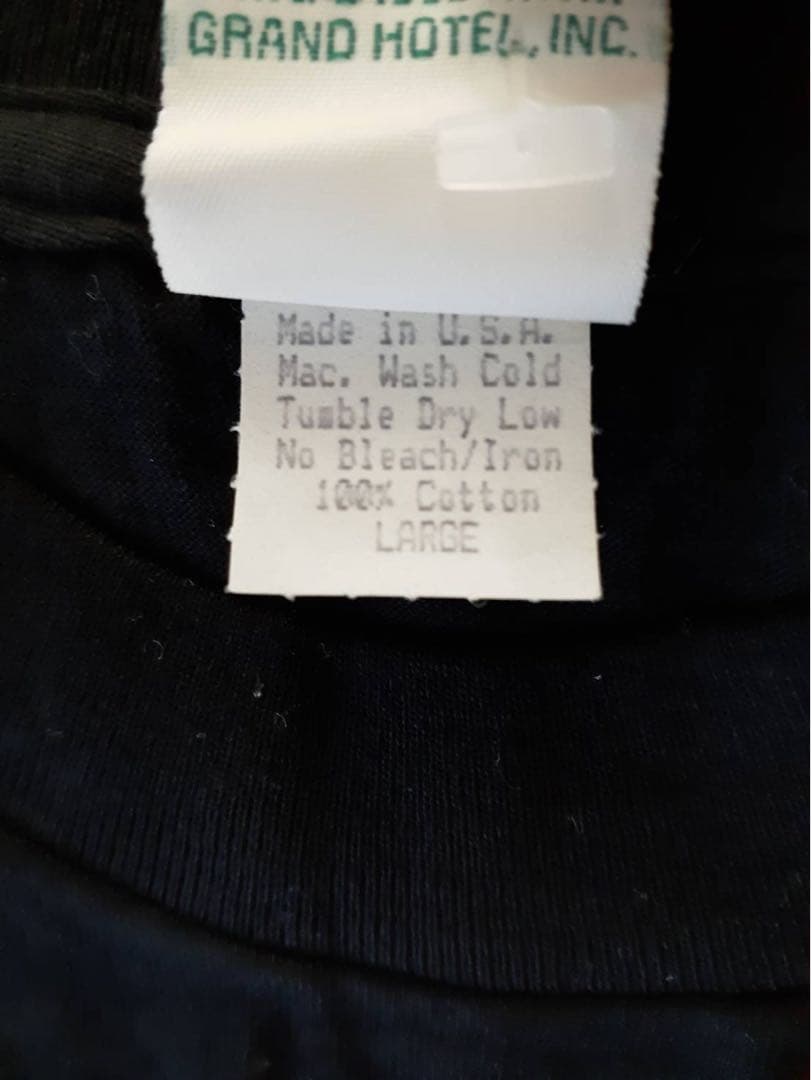 GRAND HOTEL, INC.
Made in U.S.A.
Mac. Wash Cold
Tumble Dry Low
No Bleach/Iron
100% Cotton
LARGE